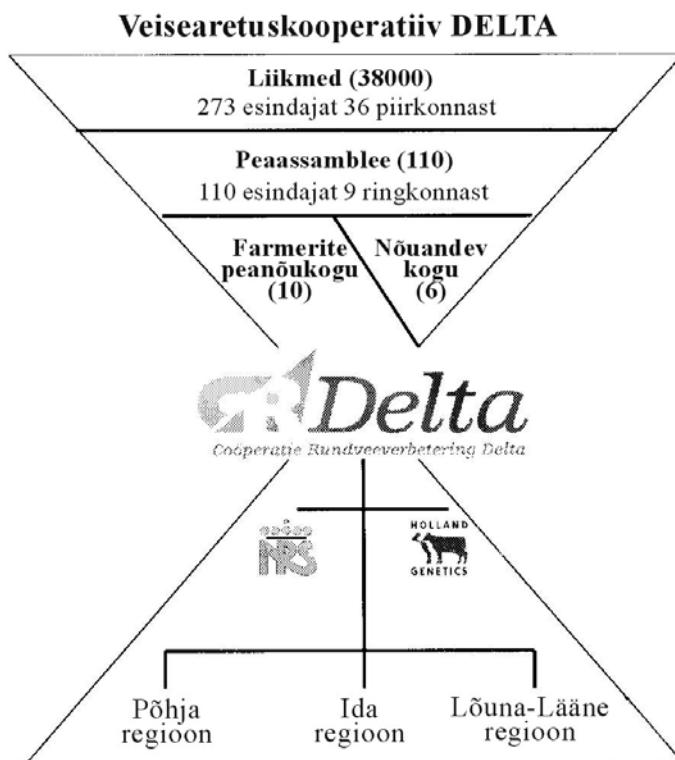 Veisearetuskooperatiiv DELTA
Liikmed (38000)
273 esindajat 36 piirkonnast
Peaassamblee (110)
110 esindajat 9 ringkonnast
Farmerite
peanõukogu
(10)
Nõuandev
kogu
(6)
CR Delta
Coöperatie Rundveeverbetering Delta
NRS
HOLLAND
GENETICS
Põhja
regioon
Ida
regioon
Lõuna-Lääne
regioon